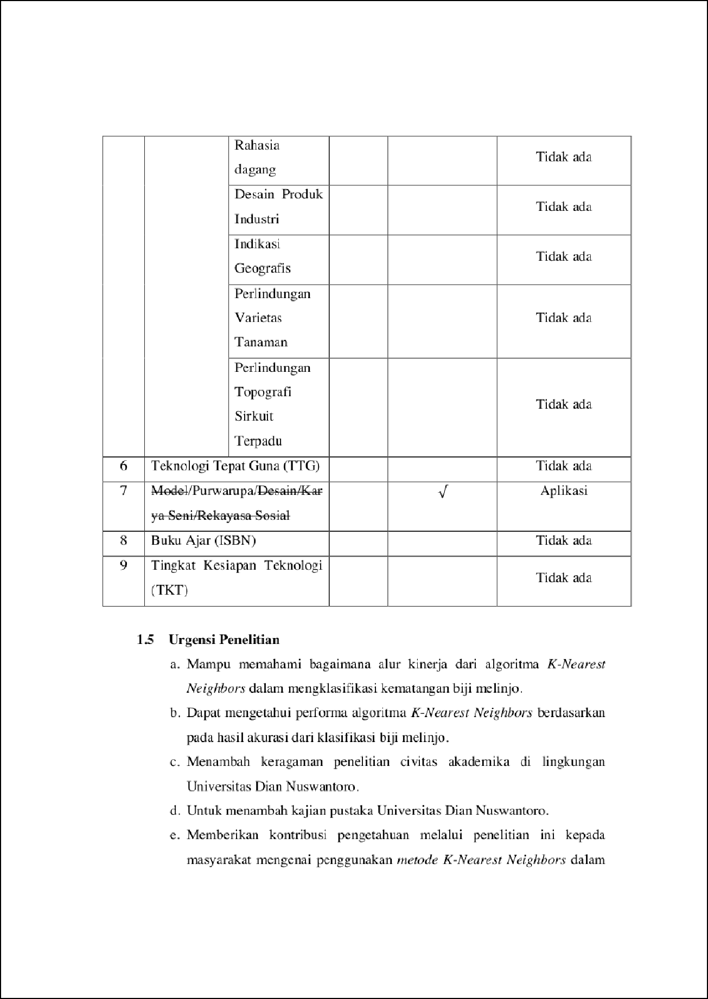 Rahasia
dagang
Tidak ada
Desain Produk
Industri
Tidak ada
Indikasi
Geografis
Tidak ada
Perlindungan
Varietas
Tanaman
Tidak ada
Perlindungan
Topografi
Sirkuit
Terpadu
Tidak ada
6 Teknologi Tepat Guna (TTG) Tidak ada
7 Model/Purwarupa/Desain/Kar √ Aplikasi
ya Seni/Rekayasa Sosial
8 Buku Ajar (ISBN) Tidak ada
9 Tingkat Kesiapan Teknologi
(TKT)
Tidak ada
1.5 Urgensi Penelitian
a. Mampu memahami bagaimana alur kinerja dari algoritma K-Nearest
Neighbors dalam mengklasifikasi kematangan biji melinjo.
b. Dapat mengetahui performa algoritma K-Nearest Neighbors berdasarkan
pada hasil akurasi dari klasifikasi biji melinjo.
c. Menambah keragaman penelitian civitas akademika di lingkungan
Universitas Dian Nuswantoro.
d. Untuk menambah kajian pustaka Universitas Dian Nuswantoro.
e. Memberikan kontribusi pengetahuan melalui penelitian ini kepada
masyarakat mengenai penggunakan metode K-Nearest Neighbors dalam